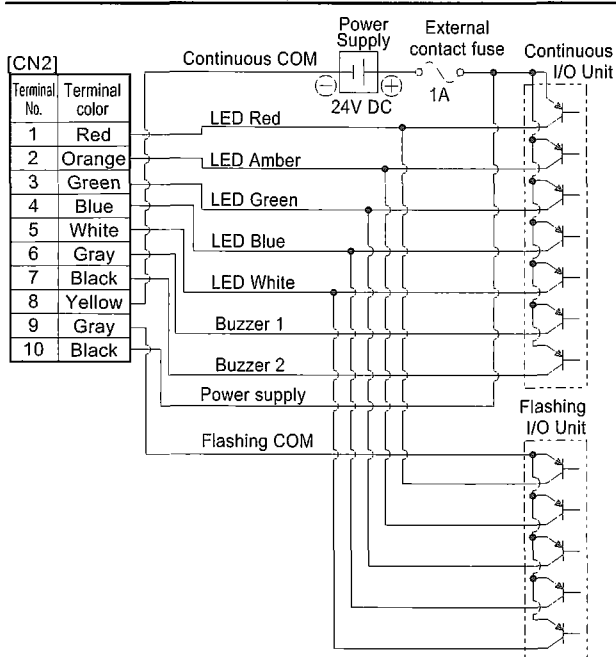 Power
Supply
External
contact fuse
Continuous
I/O Unit
[CN2]
Continuous COM
24V DC
1A
Terminal No. Terminal color
1 Red
2 Orange
3 Green
4 Blue
5 White
6 Gray
7 Black
8 Yellow
9 Gray
10 Black
LED Red
LED Amber
LED Green
LED Blue
LED White
Buzzer 1
Buzzer 2
Power supply
Flashing COM
Flashing
I/O Unit